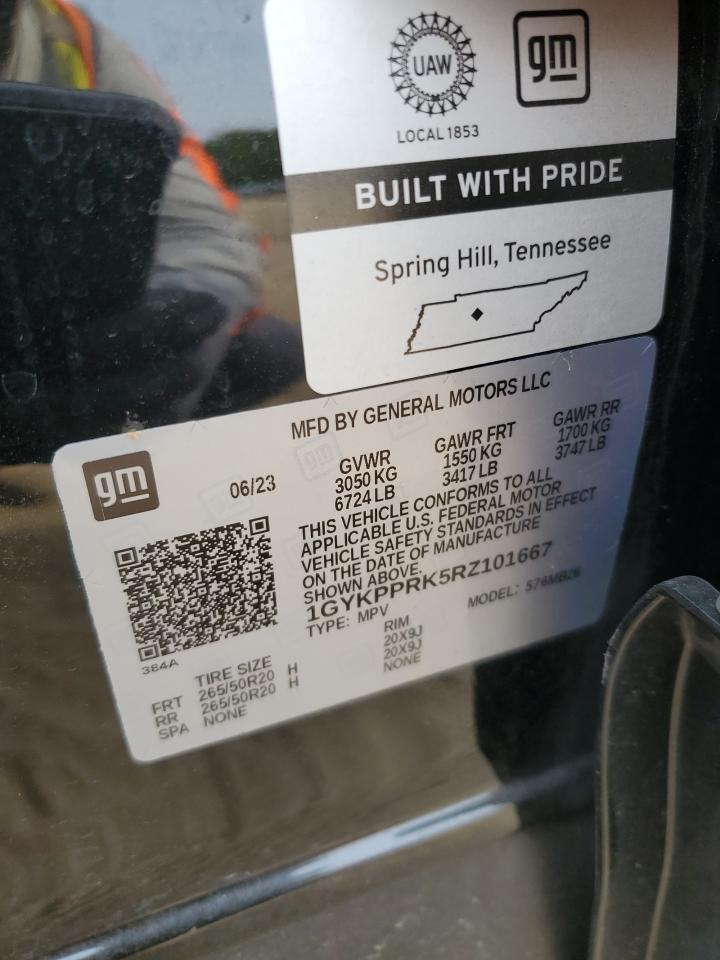 UAW
gm
LOCAL 1853
BUILT WITH PRIDE
Spring Hill, Tennessee
MFD BY GENERAL MOTORS LLC
gm
06/23
GVWR
3050 KG
6724 LB
GAWR FRT
1550 KG
3417 LB
GAWR RR
1700 KG
3747 LB
THIS VEHICLE CONFORMS TO ALL
APPLICABLE U.S. FEDERAL MOTOR
VEHICLE SAFETY STANDARDS IN EFFECT
ON THE DATE OF MANUFACTURE
SHOWN ABOVE.
1GYKPPRK5RZ101667
TYPE: MPV
MODEL: 576MB26
384A
TIRE SIZE RIM
FRT 265/50R20 H 20X9J
RR 265/50R20 H 20X9J
SPA NONE NONE